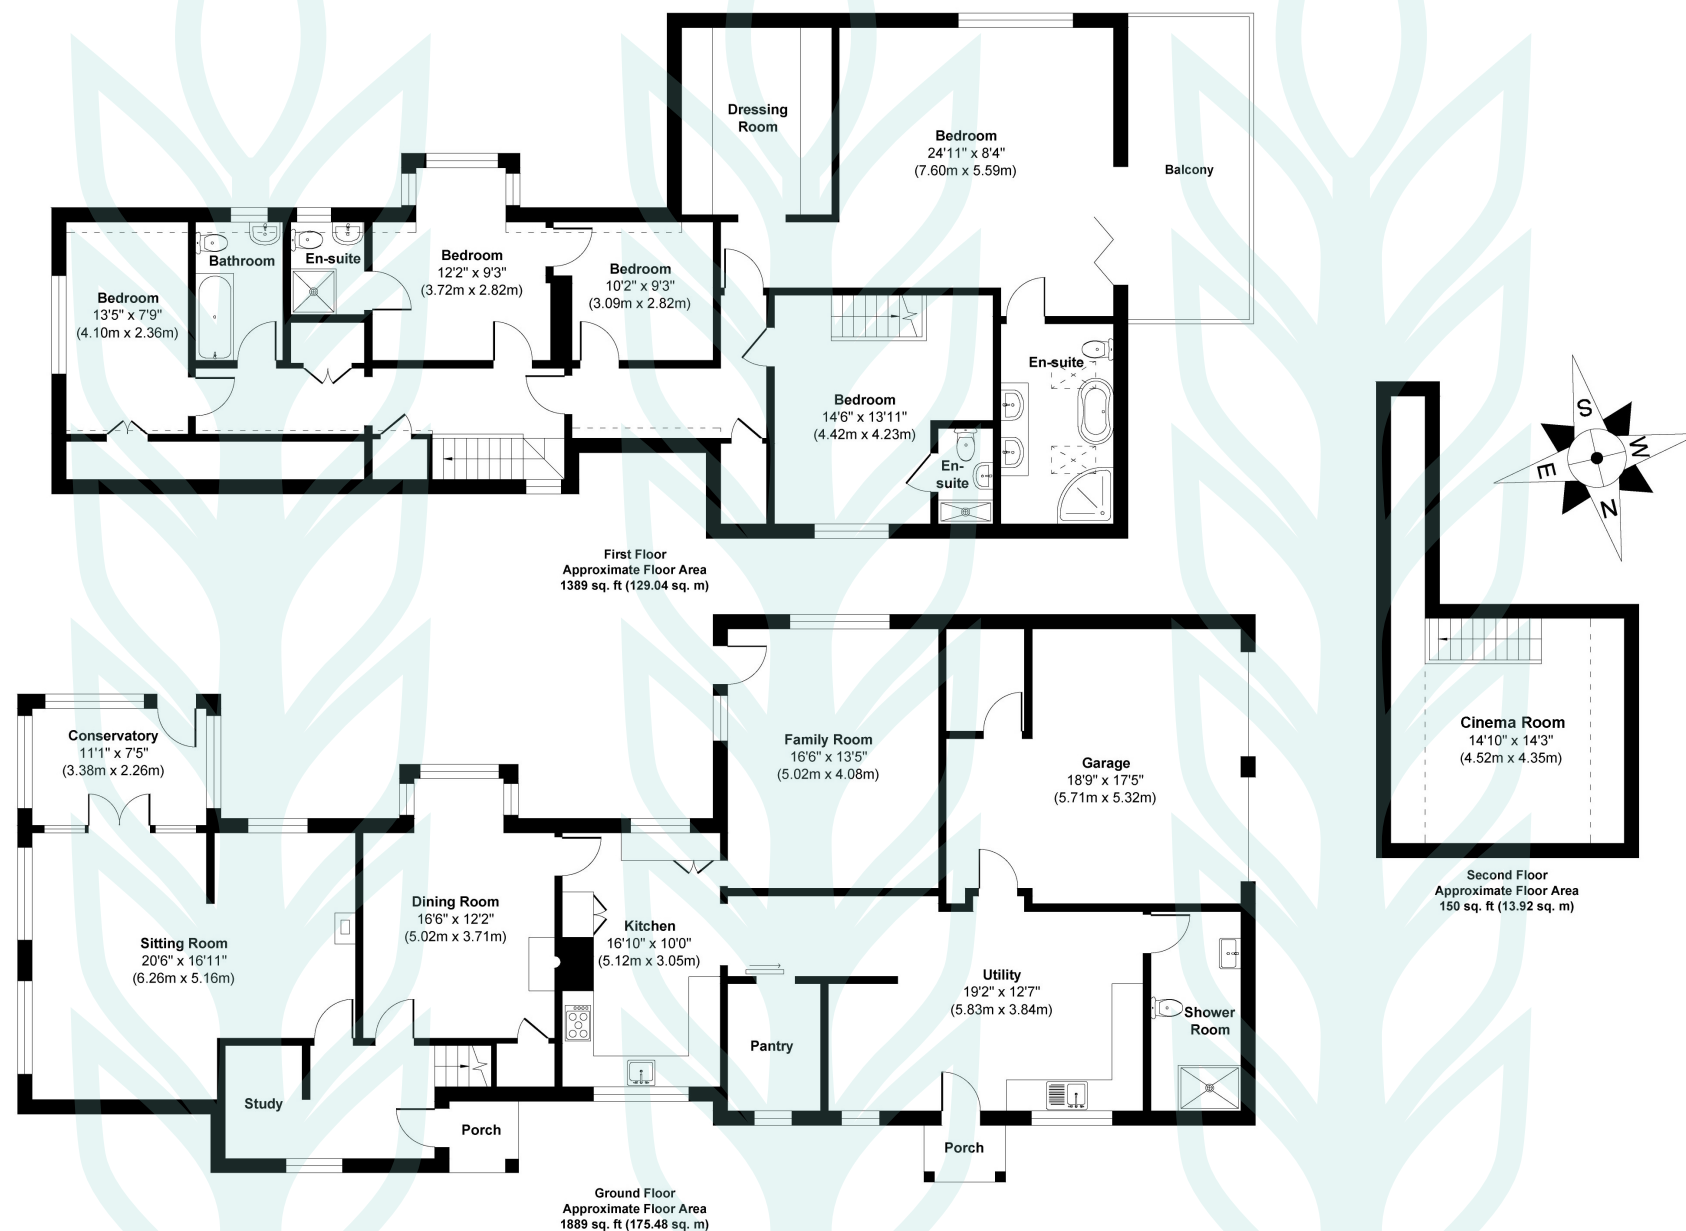 Dressing
Room
Bedroom
24'11" x 8'4"
(7.60m x 5.59m)
Balcony
Bedroom
13'5" x 7'9"
(4.10m x 2.36m)
Bathroom
En-suite
Bedroom
12'2" x 9'3"
(3.72m x 2.82m)
Bedroom
10'2" x 9'3"
(3.09m x 2.82m)
Bedroom
14'6" x 13'11"
(4.42m x 4.23m)
En-
suite
En-suite
First Floor
Approximate Floor Area
1389 sq. ft (129.04 sq. m)
S
W
E
N
Conservatory
11'1" x 7'5"
(3.38m x 2.26m)
Sitting Room
20'6" x 16'11"
(6.26m x 5.16m)
Dining Room
16'6" x 12'2"
(5.02m x 3.71m)
Kitchen
16'10" x 10'0"
(5.12m x 3.05m)
Family Room
16'6" x 13'5"
(5.02m x 4.08m)
Garage
18'9" x 17'5"
(5.71m x 5.32m)
Utility
19'2" x 12'7"
(5.83m x 3.84m)
Shower
Room
Pantry
Study
Porch
Porch
Ground Floor
Approximate Floor Area
1889 sq. ft (175.48 sq. m)
Cinema Room
14'10" x 14'3"
(4.52m x 4.35m)
Second Floor
Approximate Floor Area
150 sq. ft (13.92 sq. m)